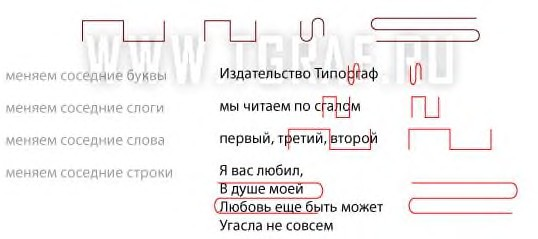 WWW.TGRAF.RU
меняем соседние буквы Издательство Типоргаф
меняем соседние слоги мы читаем по сгалом
меняем соседние слова первый, третий, второй
меняем соседние строки Я вас любил,
В душе моей
Любовь еще быть может
Угасла не совсем